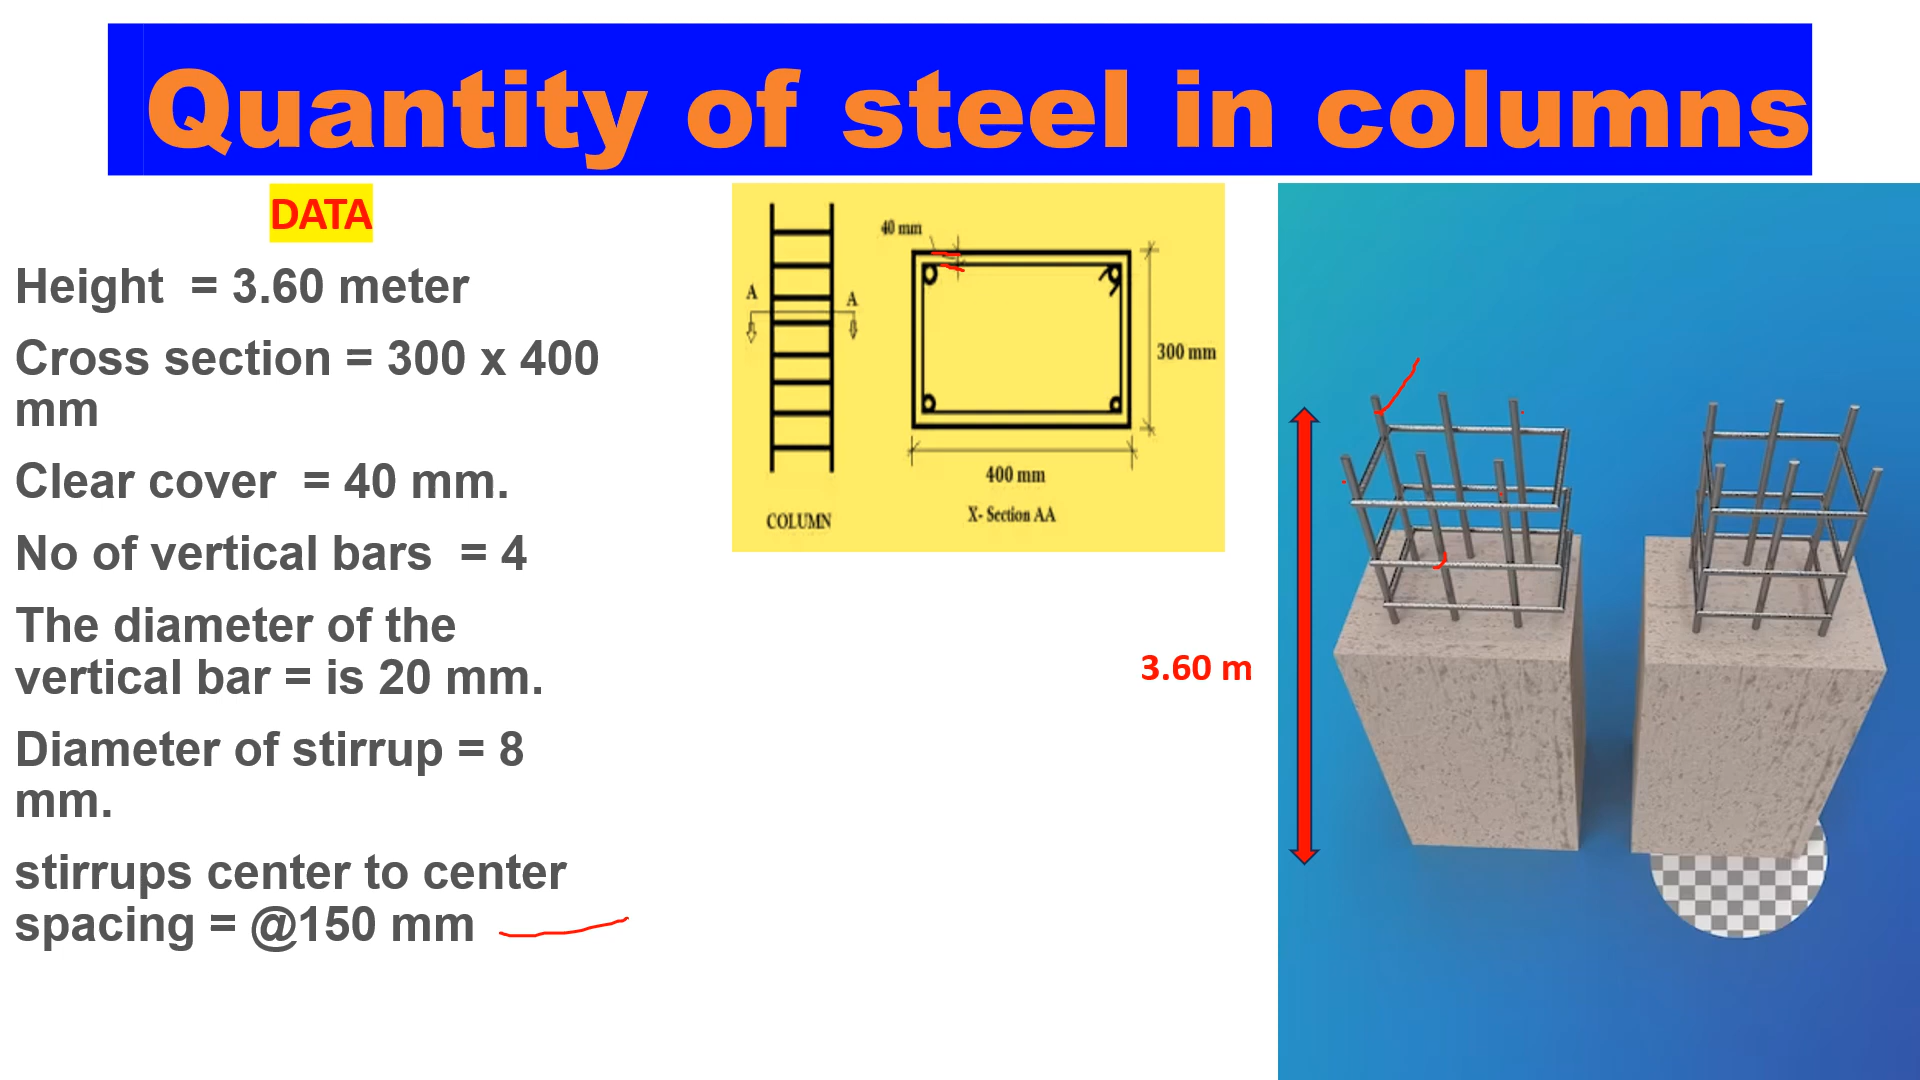 Quantity of steel in columns
DATA
Height = 3.60 meter
Cross section = 300 x 400
mm
Clear cover = 40 mm.
No of vertical bars = 4
The diameter of the
vertical bar = is 20 mm.
Diameter of stirrup = 8
mm.
stirrups center to center
spacing = @150 mm
40 mm
A
A
300 mm
400 mm
COLUMN
X- Section AA
3.60 m